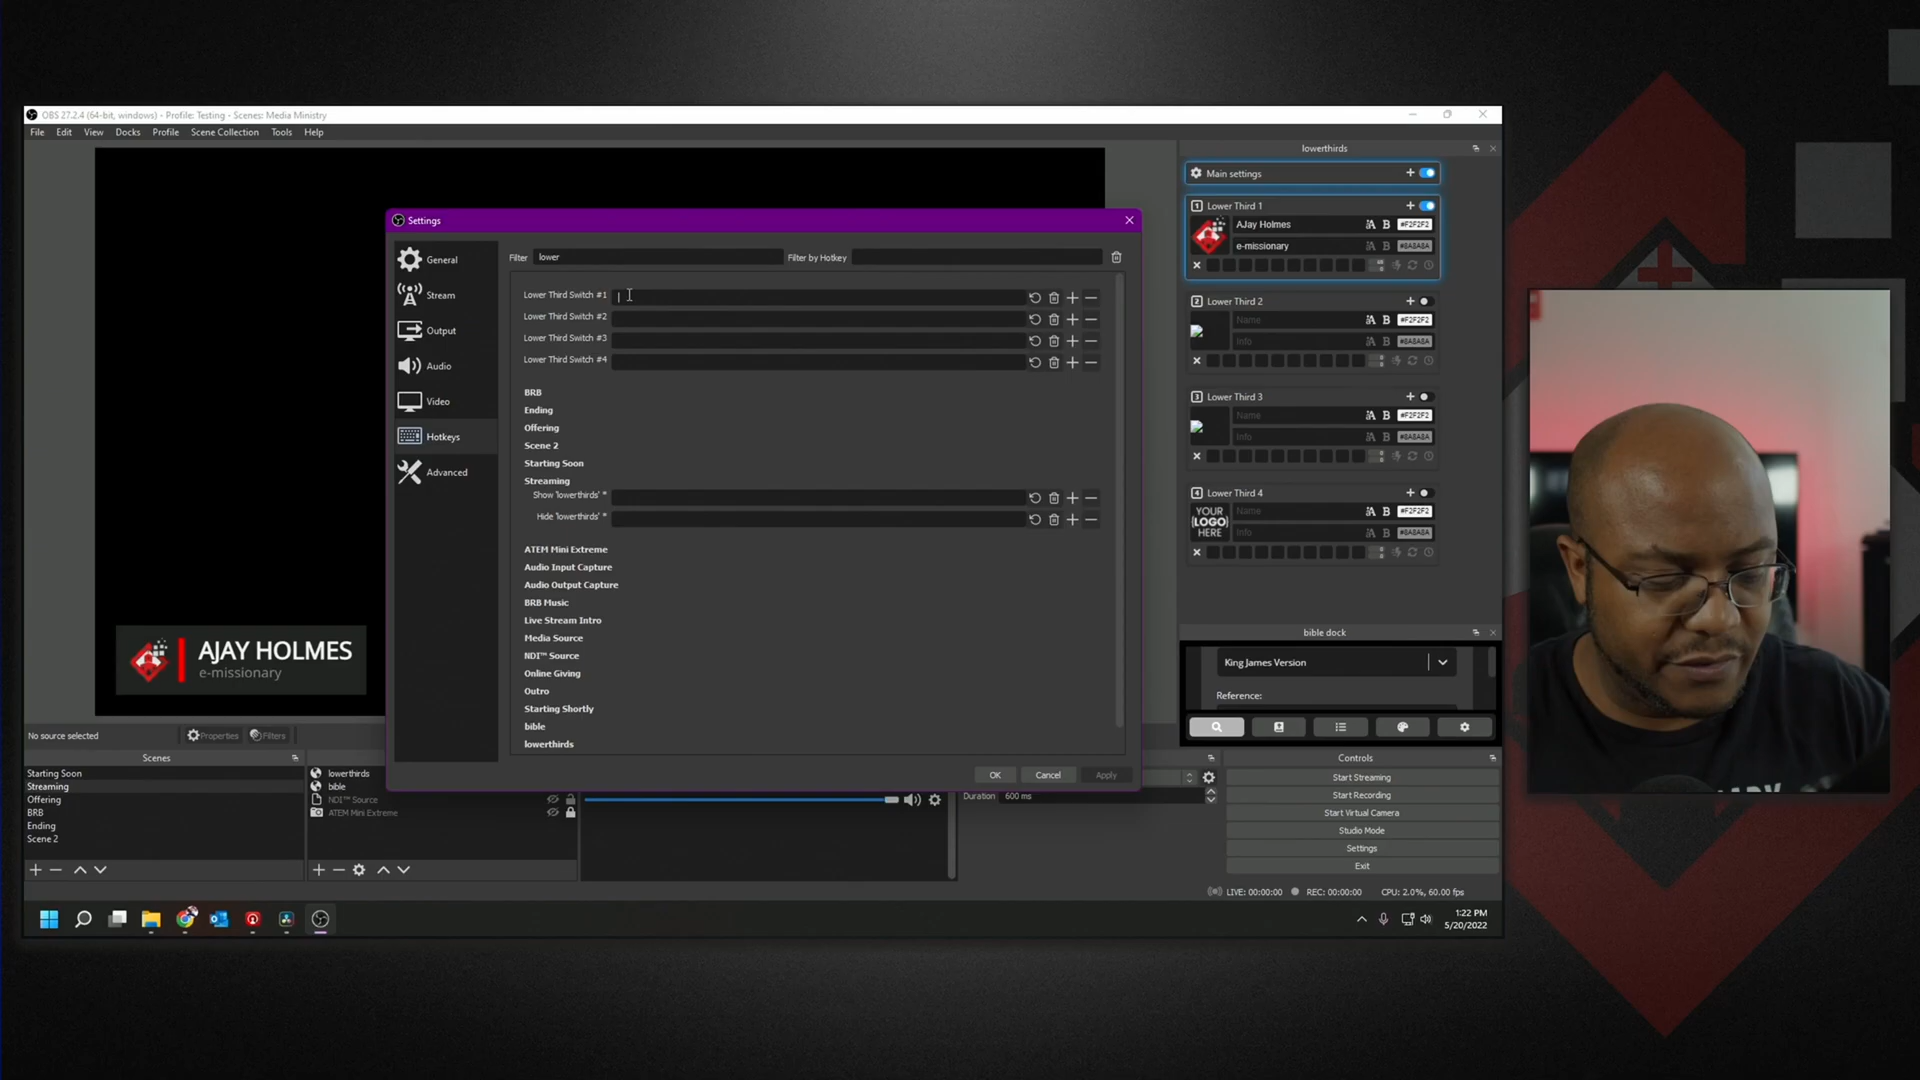 OBS 27.2.4 (64-bit, windows) - Profile: Testing - Scenes: Media Ministry
File Edit View Docks Profile Scene Collection Tools Help
lowerthirds
Main settings
1 Lower Third 1
AJay Holmes A B #F2F2F2
e-missionary A B #8A8A8A
2 Lower Third 2
Name A B #F2F2F2
Info A B #8A8A8A
3 Lower Third 3
Name A B #F2F2F2
Info A B #8A8A8A
4 Lower Third 4
YOUR LOGO HERE
Name A B #F2F2F2
Info A B #8A8A8A
Settings
General
Stream
Output
Audio
Video
Hotkeys
Advanced
Filter lower Filter by Hotkey
Lower Third Switch #1
Lower Third Switch #2
Lower Third Switch #3
Lower Third Switch #4
BRB
Ending
Offering
Scene 2
Starting Soon
Streaming
Show 'lowerthirds' *
Hide 'lowerthirds' *
ATEM Mini Extreme
Audio Input Capture
Audio Output Capture
BRB Music
Live Stream Intro
Media Source
NDI™ Source
Online Giving
Outro
Starting Shortly
bible
lowerthirds
OK Cancel Apply
AJAY HOLMES
e-missionary
bible dock
King James Version
Reference:
No source selected Properties Filters
Scenes
Starting Soon
Streaming
Offering
BRB
Ending
Scene 2
lowerthirds
bible
NDI™ Source
ATEM Mini Extreme
Duration 600 ms
Controls
Start Streaming
Start Recording
Start Virtual Camera
Studio Mode
Settings
Exit
LIVE: 00:00:00 REC: 00:00:00 CPU: 2.0%, 60.00 fps
1:22 PM
5/20/2022